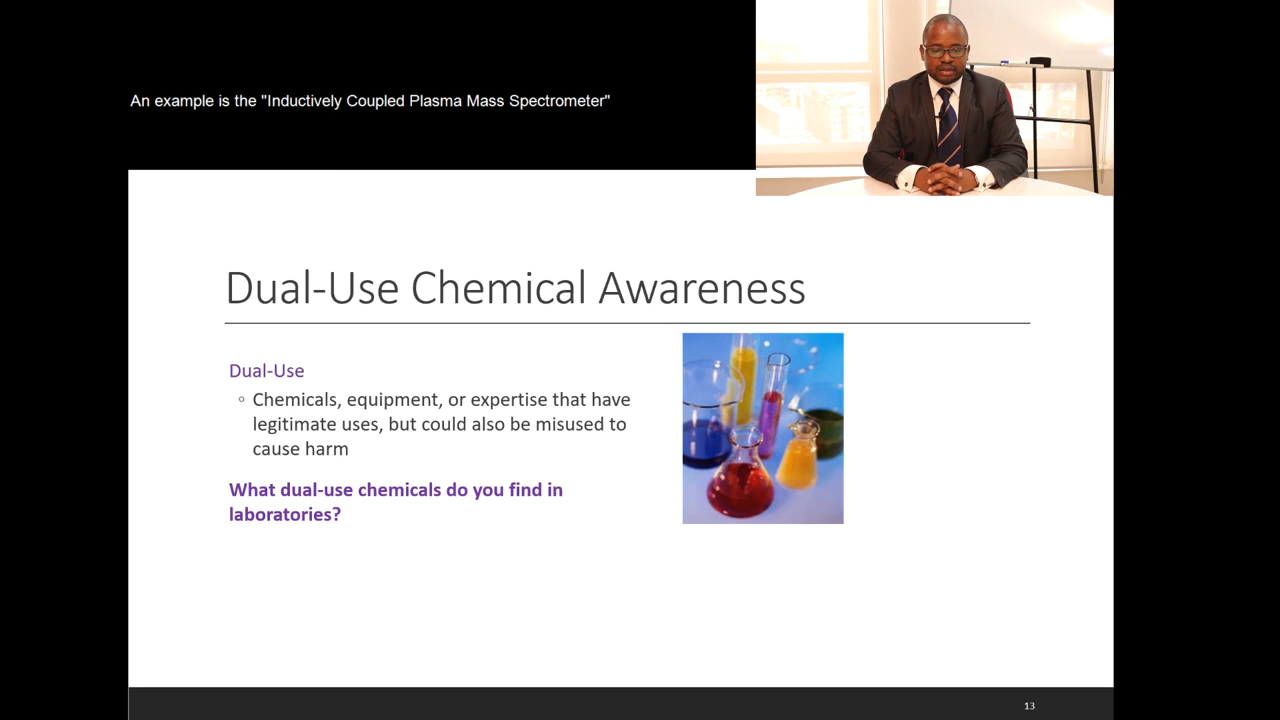 An example is the "Inductively Coupled Plasma Mass Spectrometer"
Dual-Use Chemical Awareness
Dual-Use
◦ Chemicals, equipment, or expertise that have
legitimate uses, but could also be misused to
cause harm
What dual-use chemicals do you find in
laboratories?
13